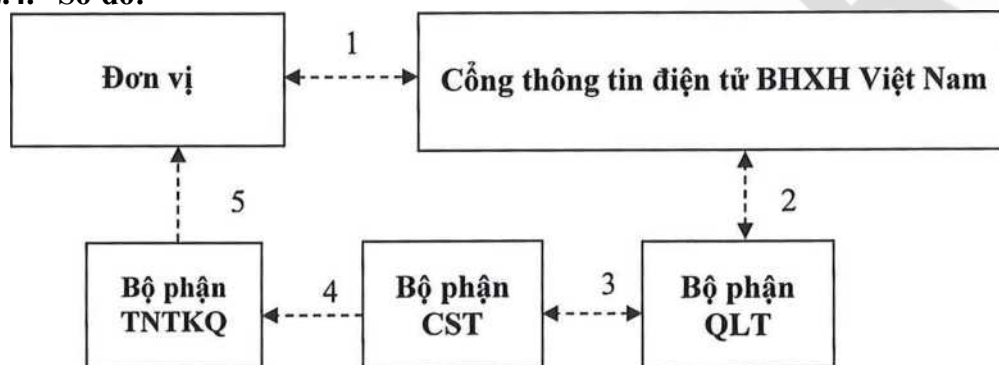 Sơ đồ:
1
Đơn vị
Cổng thông tin điện tử BHXH Việt Nam
5
2
Bộ phận
TNTKQ
4
Bộ phận
CST
3
Bộ phận
QLT